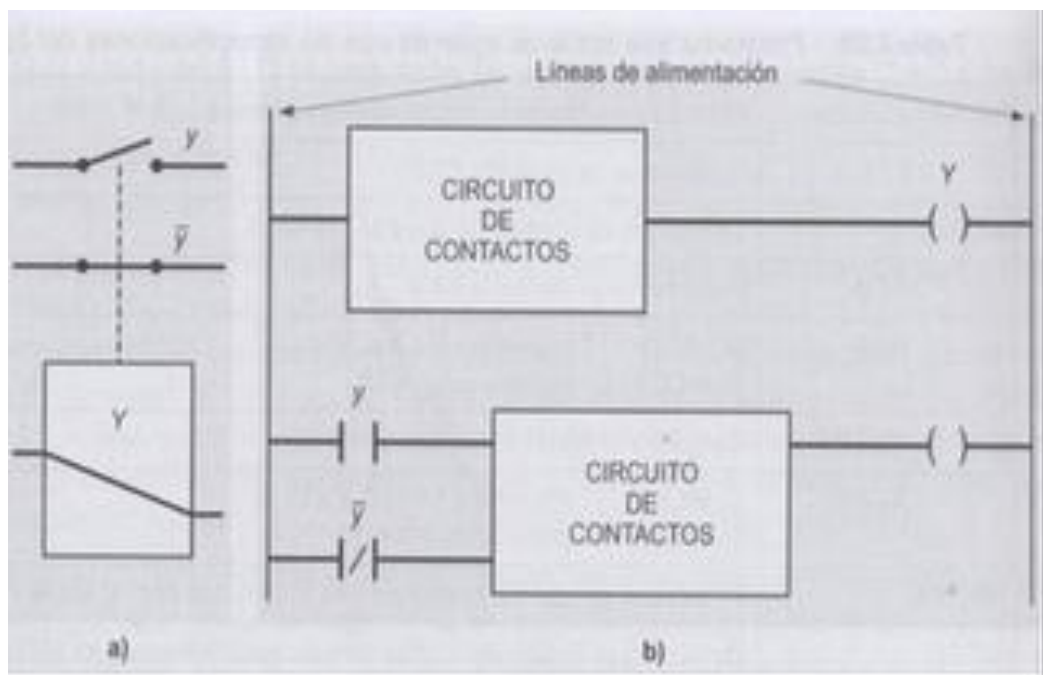 Líneas de alimentación
y
ȳ
Y
a)
CIRCUITO
DE
CONTACTOS
Y
y
ȳ
CIRCUITO
DE
CONTACTOS
b)